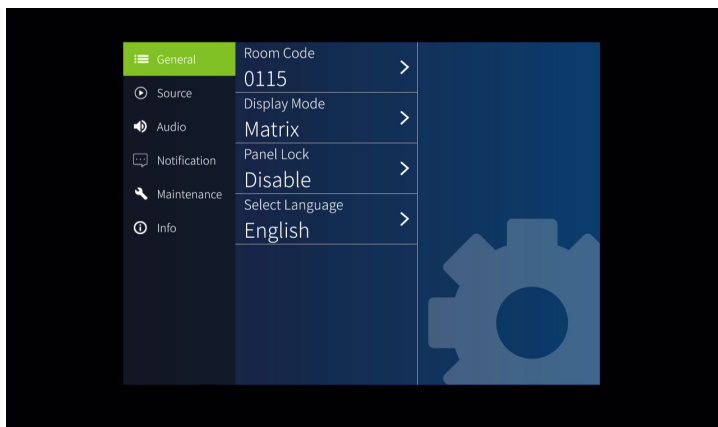 General
Source
Audio
Notification
Maintenance
Info
Room Code
0115
Display Mode
Matrix
Panel Lock
Disable
Select Language
English